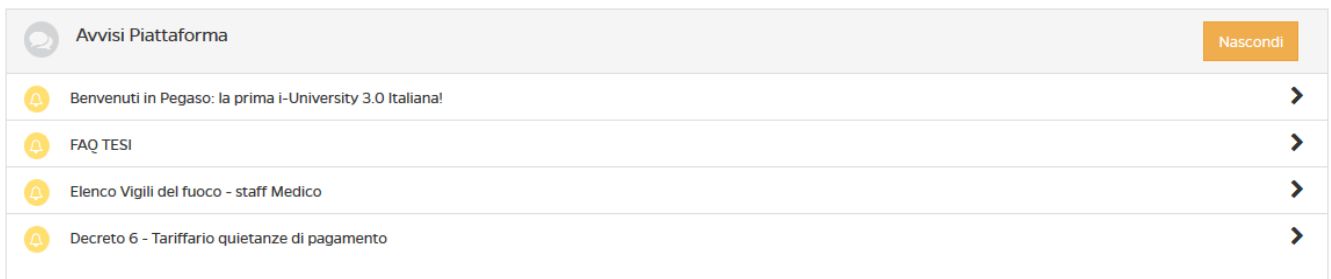 Avvisi Piattaforma
Nascondi
Benvenuti in Pegaso: la prima i-University 3.0 Italiana!
FAQ TESI
Elenco Vigili del fuoco - staff Medico
Decreto 6 - Tariffario quietanze di pagamento